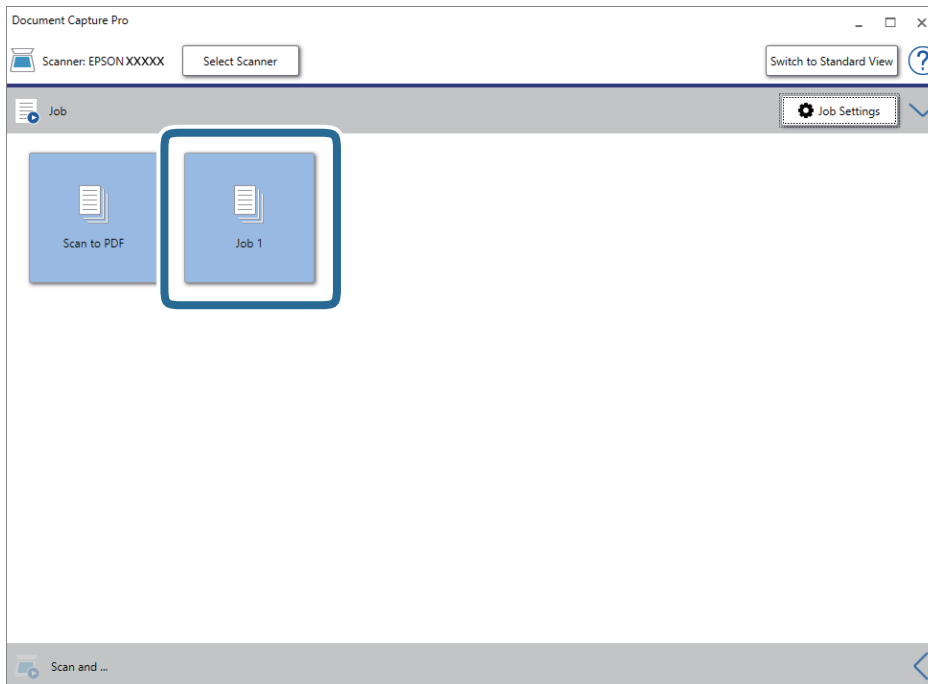 Document Capture Pro
Scanner: EPSON XXXXX Select Scanner Switch to Standard View ?
Job Job Settings
Scan to PDF Job 1
Scan and ...